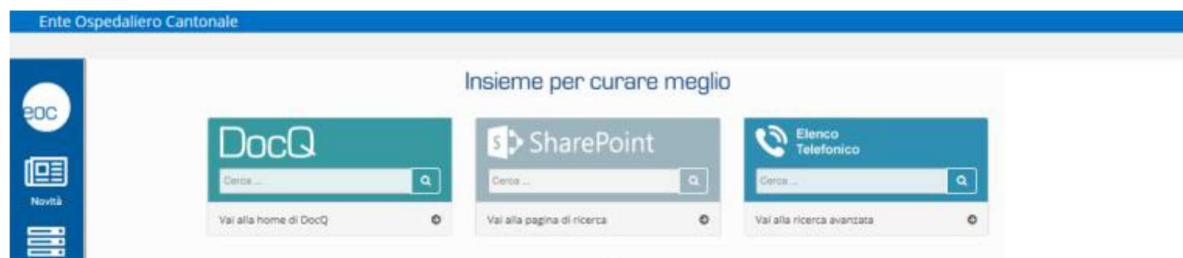 Ente Ospedaliero Cantonale
Insieme per curare meglio
eoc
Novità
DocQ
Cerca ...
Vai alla home di DocQ
S SharePoint
Cerca ...
Vai alla pagina di ricerca
Elenco
Telefonico
Cerca ...
Vai alla ricerca avanzata